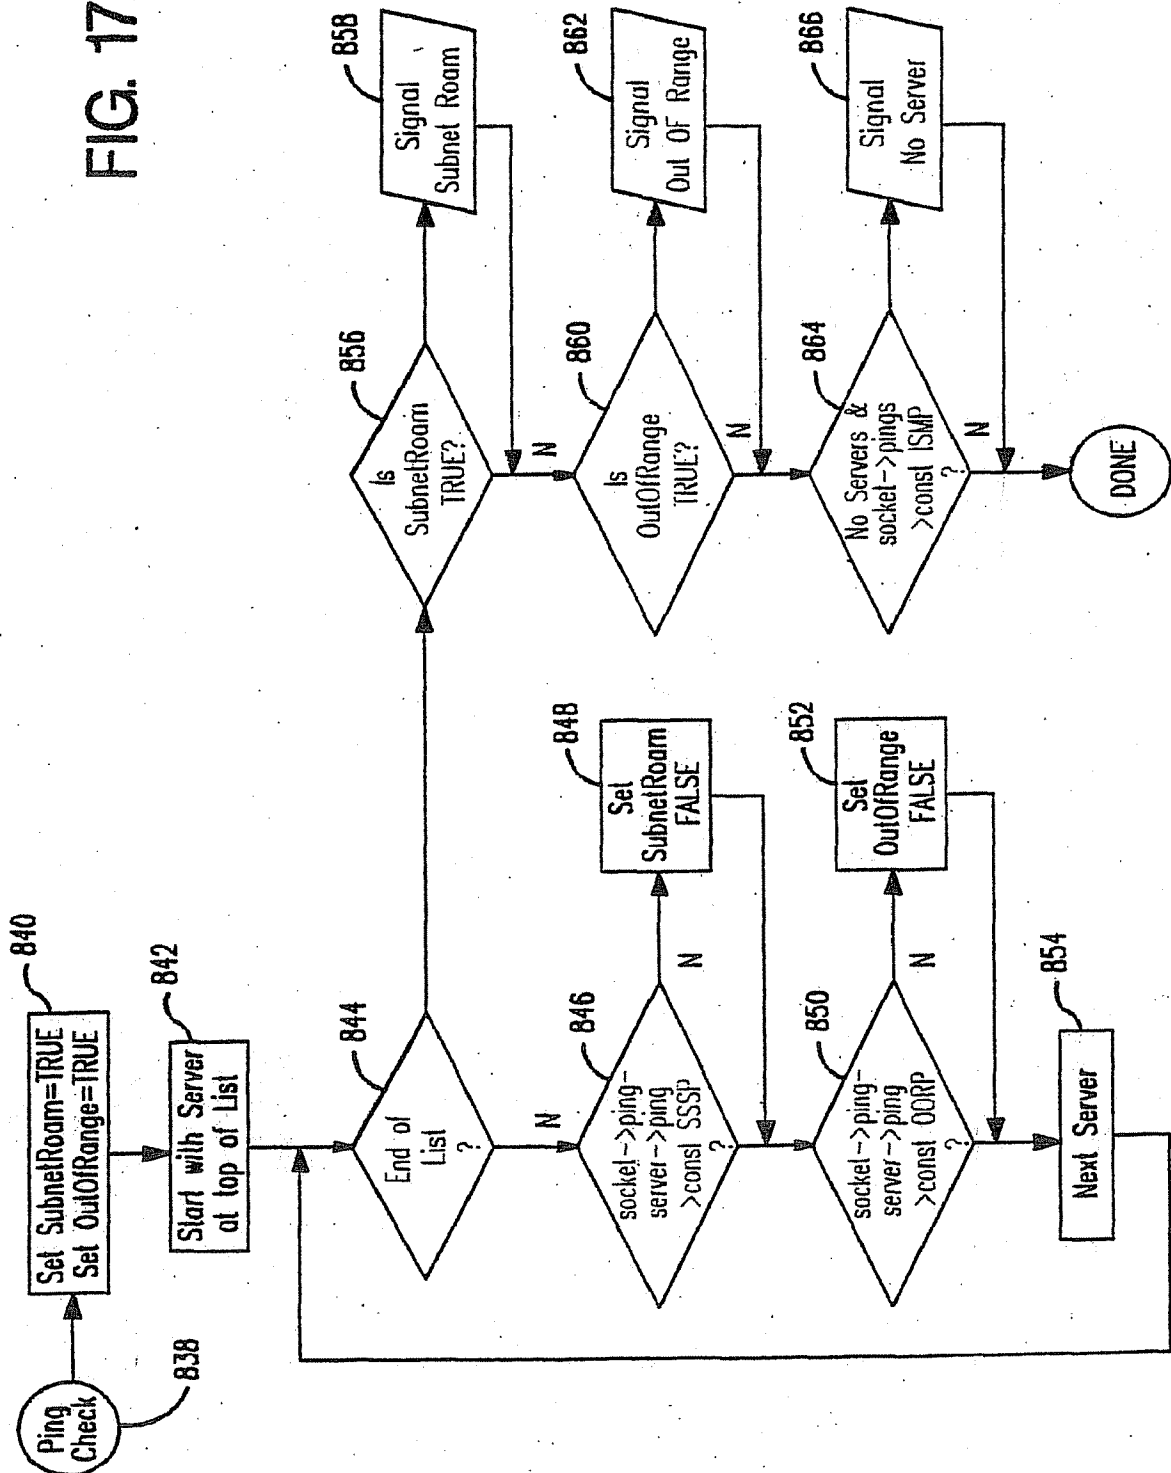 FIG. 17
Ping
Check
838
Set SubnetRoam=TRUE
Set OutOfRange=TRUE
840
Start with Server
at top of List
842
End of
List
?
844
N
socket->ping-
server->ping
>const SSSP
?
846
N
Set
SubnetRoam
FALSE
848
socket->ping-
server->ping
>const OORP
?
850
N
Set
OutOfRange
FALSE
852
Next Server
854
Is
SubnetRoam
TRUE?
856
N
Signal
Subnet Roam
858
Is
OutOfRange
TRUE?
860
N
Signal
Out OF Range
862
No Servers &
socket->pings
>const ISMP
?
864
N
Signal
No Server
866
DONE